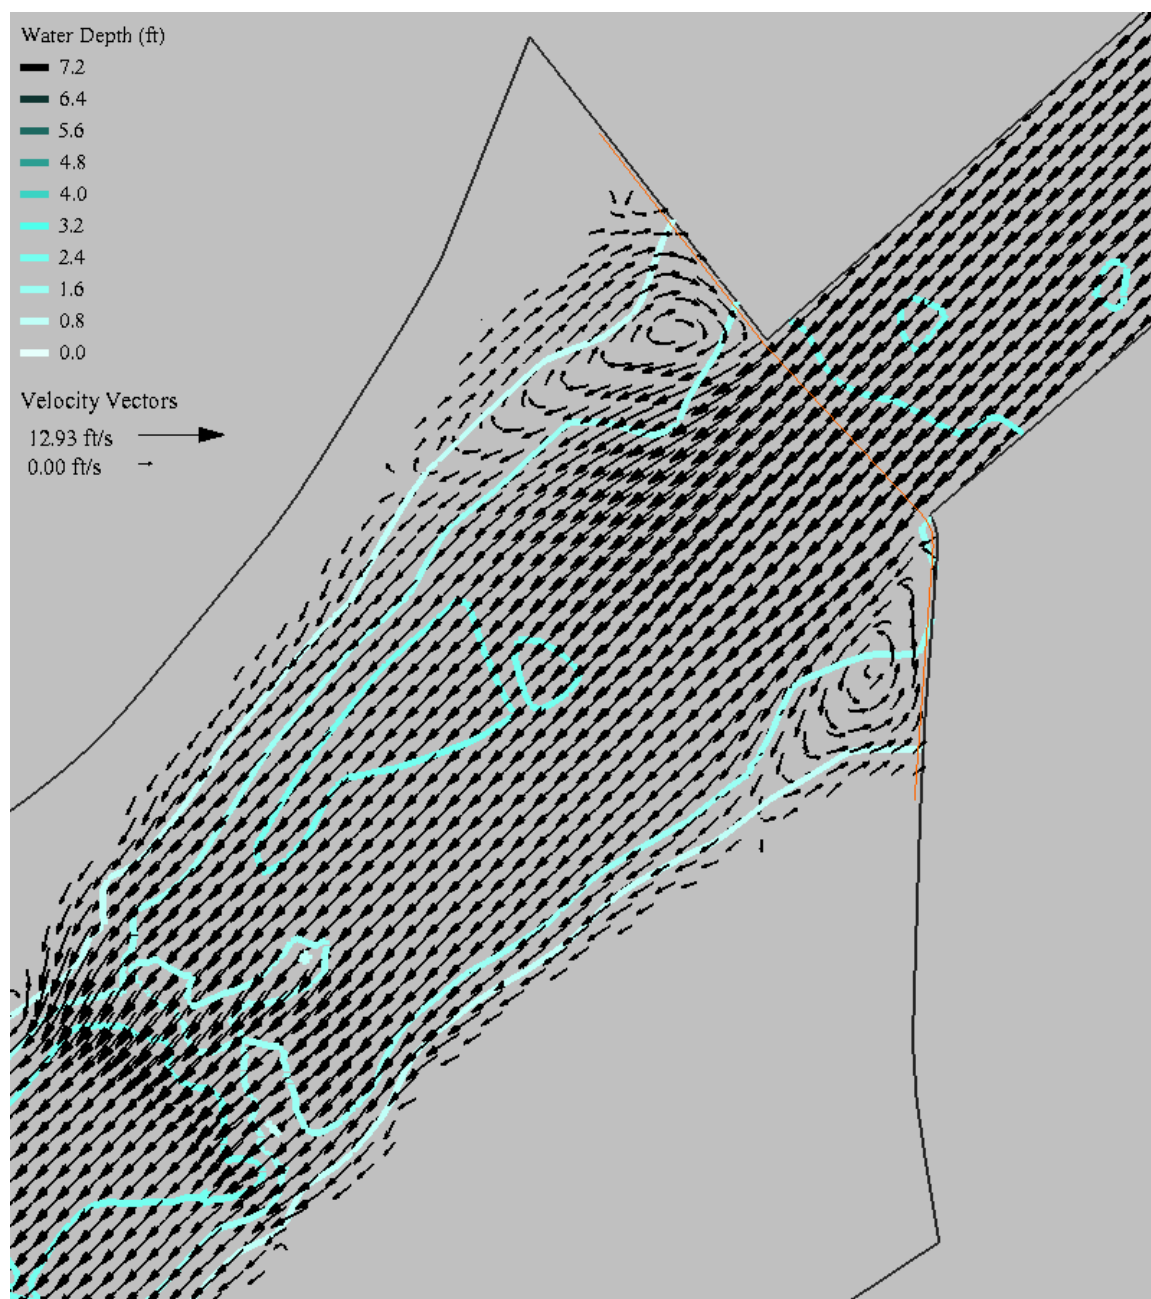 Water Depth (ft)
7.2
6.4
5.6
4.8
4.0
3.2
2.4
1.6
0.8
0.0
Velocity Vectors
12.93 ft/s
0.00 ft/s